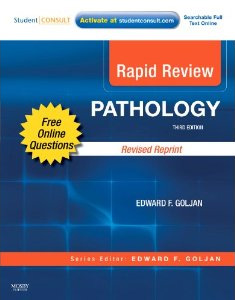 Student CONSULT
Activate at studentconsult.com
Searchable Full
Text Online
Rapid Review
PATHOLOGY
THIRD EDITION
Revised Reprint
Free
Online
Questions
EDWARD F. GOLJAN
Series Editor: EDWARD F. GOLJAN
MOSBY
ELSEVIER